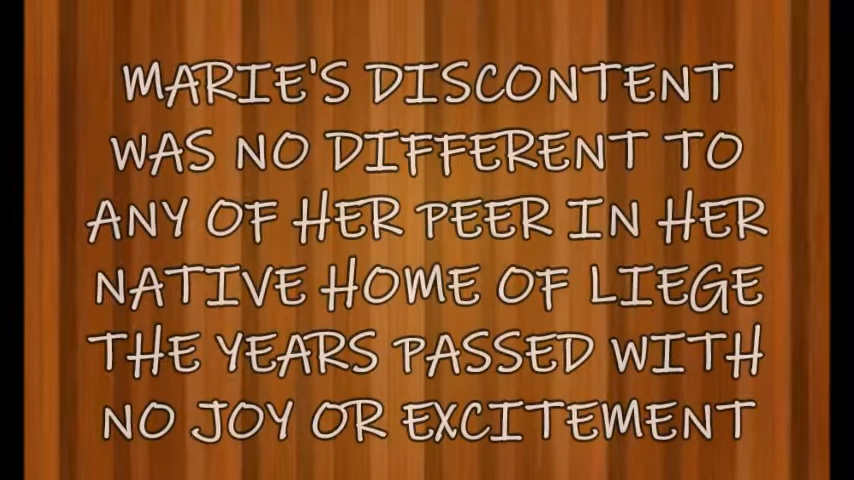 MARIE'S DISCONTENT
WAS NO DIFFERENT TO
ANY OF HER PEER IN HER
NATIVE HOME OF LIEGE
THE YEARS PASSED WITH
NO JOY OR EXCITEMENT